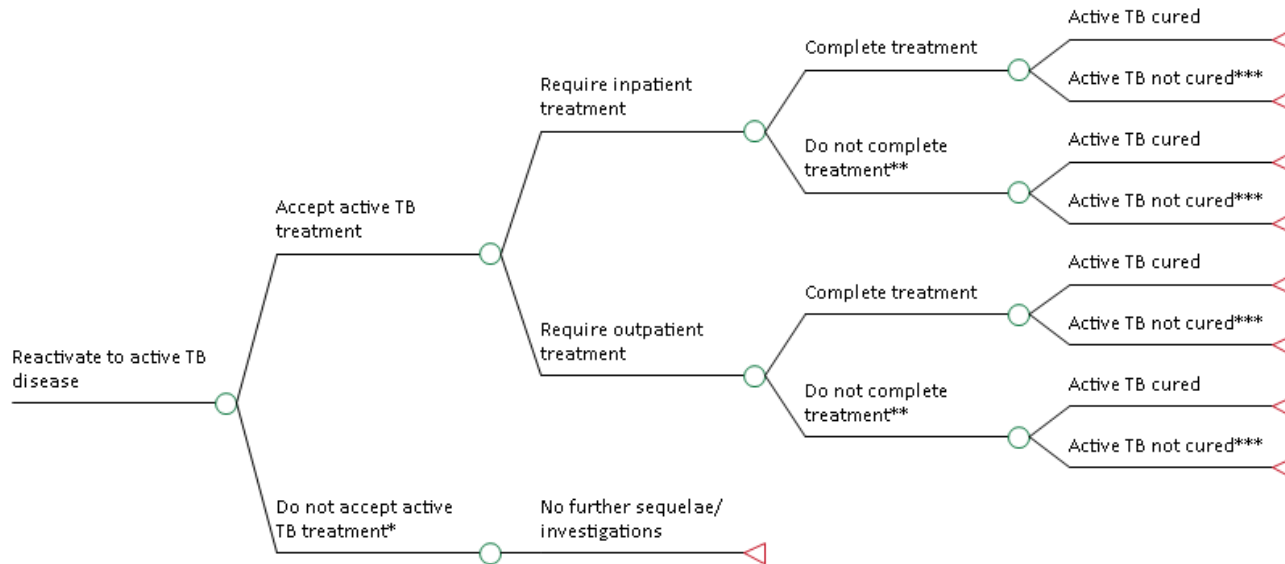 Active TB cured
Complete treatment
Active TB not cured***
Require inpatient
treatment
Do not complete
treatment**
Active TB cured
Active TB not cured***
Accept active TB
treatment
Active TB cured
Complete treatment
Active TB not cured***
Require outpatient
treatment
Reactivate to active TB
disease
Do not complete
treatment**
Active TB cured
Active TB not cured***
Do not accept active
TB treatment*
No further sequelae/
investigations